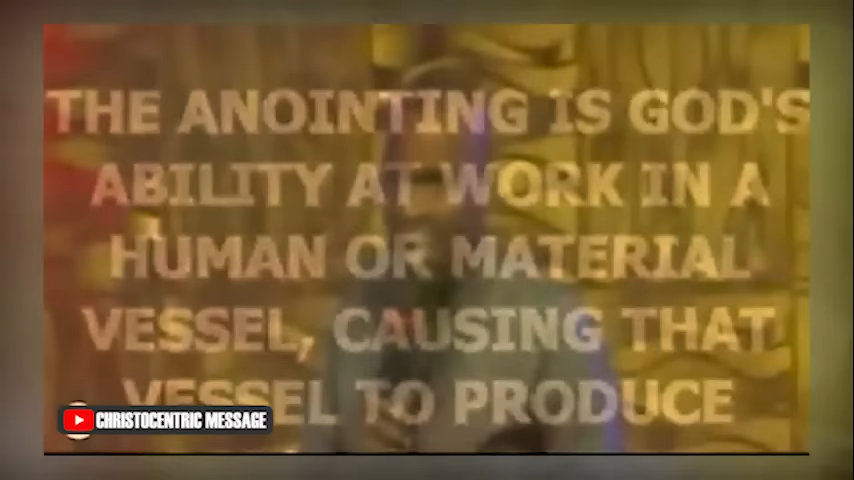 THE ANOINTING IS GOD'S
ABILITY AT WORK IN A
HUMAN OR MATERIAL
VESSEL, CAUSING THAT
VESSEL TO PRODUCE
CHRISTOCENTRIC MESSAGE